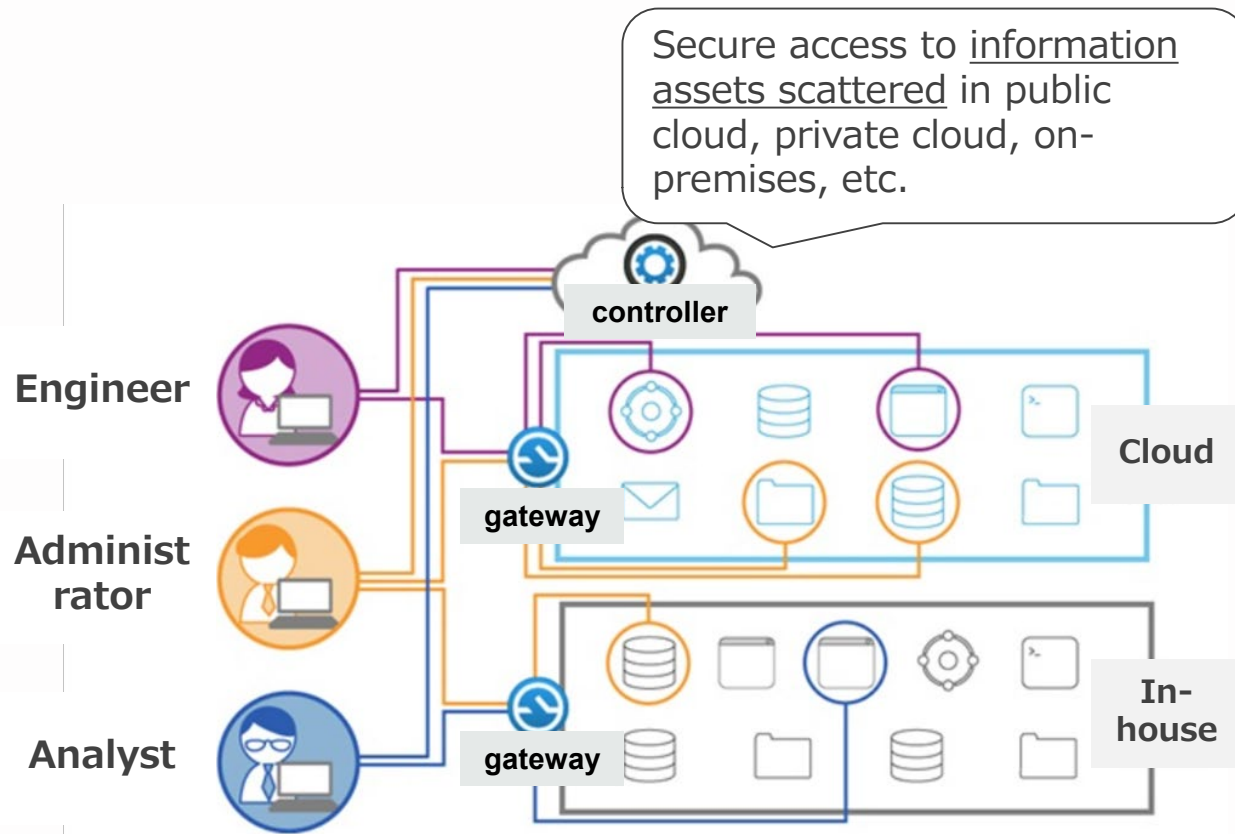 Secure access to information
assets scattered in public
cloud, private cloud, on-
premises, etc.
controller
Engineer
Cloud
gateway
Administ
rator
In-
house
Analyst
gateway